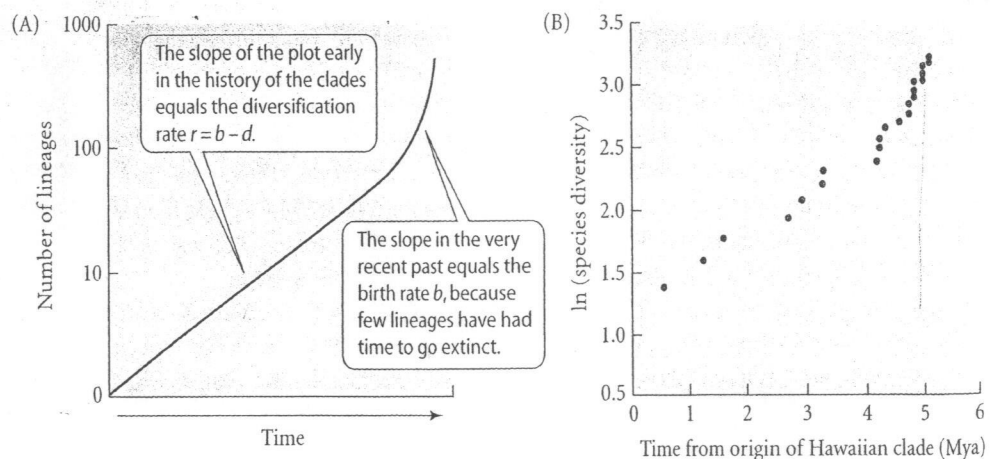 (A)
1000
100
10
0
Number of lineages
The slope of the plot early
in the history of the clades
equals the diversification
rate r = b – d.
The slope in the very
recent past equals the
birth rate b, because
few lineages have had
time to go extinct.
Time
(B)
3.5
3.0
2.5
2.0
1.5
1.0
0.5
ln (species diversity)
0 1 2 3 4 5 6
Time from origin of Hawaiian clade (Mya)